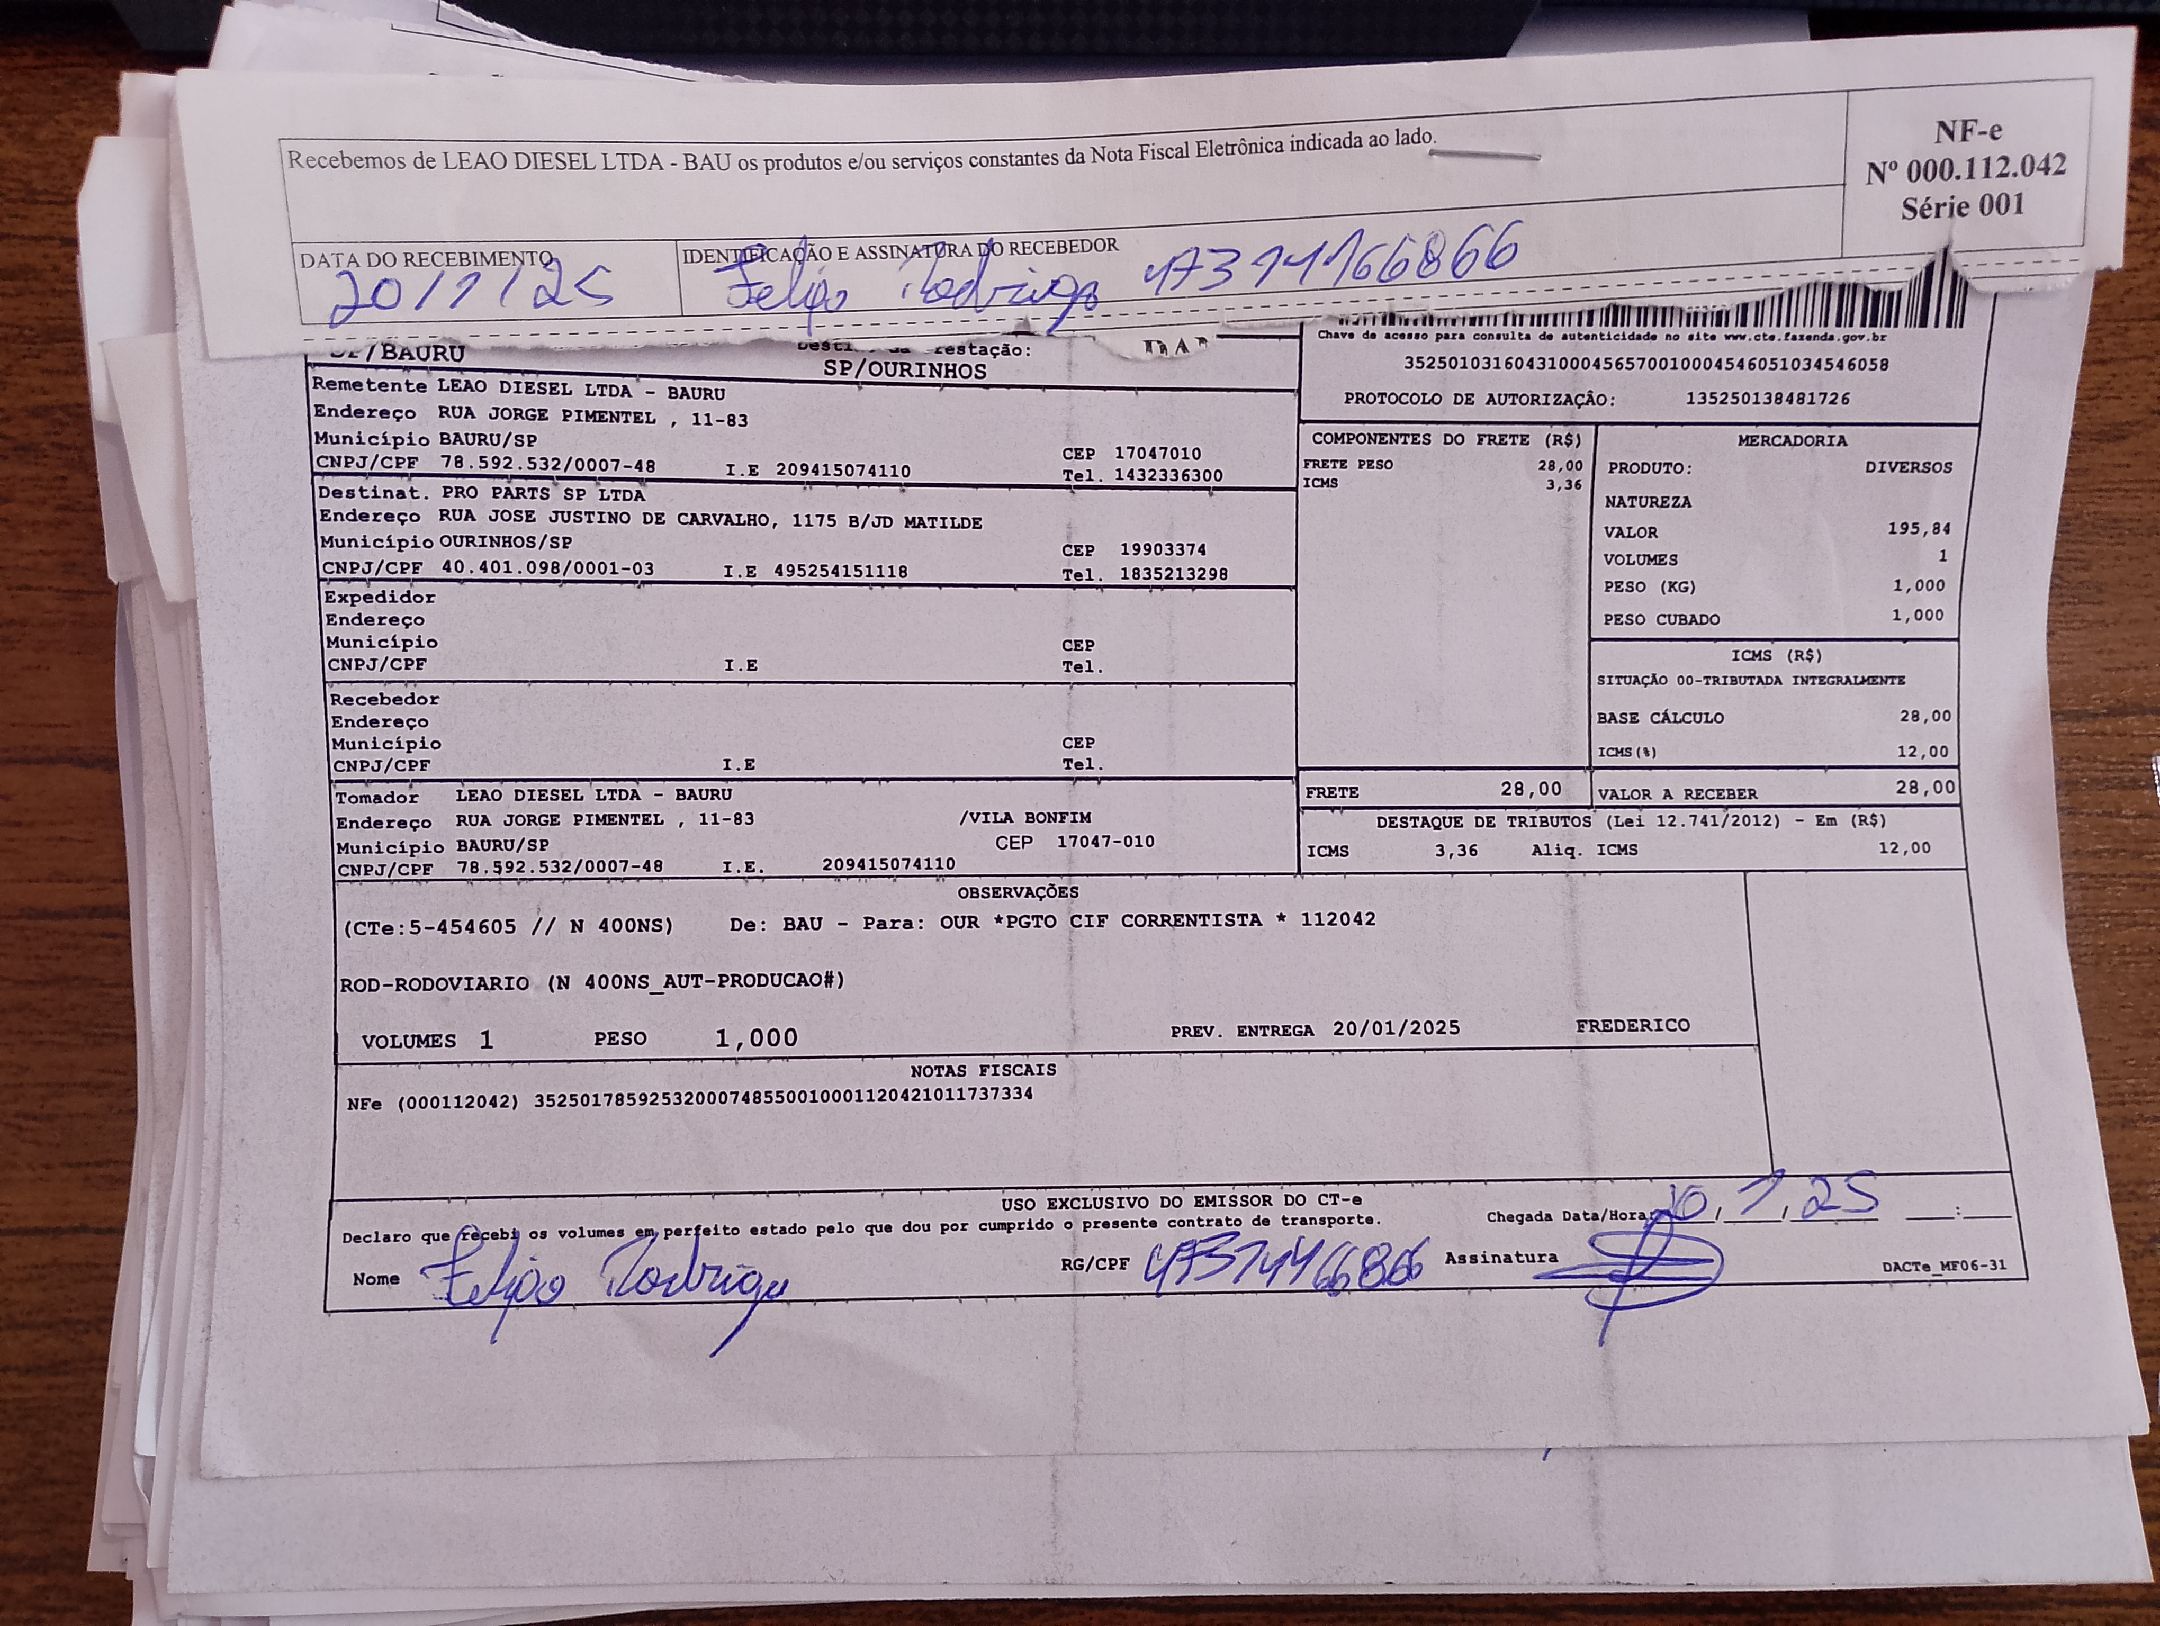 Recebemos de LEAO DIESEL LTDA - BAU os produtos e/ou serviços constantes da Nota Fiscal Eletrônica indicada ao lado.
NF-e
Nº 000.112.042
Série 001
DATA DO RECEBIMENTO
20/1/25
IDENTIFICAÇÃO E ASSINATURA DO RECEBEDOR
Felipe Rodrigo
/BAURU
SP/OURINHOS
Chave de acesso para consulta de autenticidade no site www.cte.fazenda.gov.br
35250103160431000456570010004546051034546058
PROTOCOLO DE AUTORIZAÇÃO: 135250138481726
Remetente LEAO DIESEL LTDA - BAURU
Endereço RUA JORGE PIMENTEL , 11-83
Município BAURU/SP CEP 17047010
CNPJ/CPF 78.592.532/0007-48 I.E 209415074110 Tel. 1432336300
Destinat. PRO PARTS SP LTDA
Endereço RUA JOSE JUSTINO DE CARVALHO, 1175 B/JD MATILDE
Município OURINHOS/SP CEP 19903374
CNPJ/CPF 40.401.098/0001-03 I.E 495254151118 Tel. 1835213298
Expedidor
Endereço
Município CEP
CNPJ/CPF I.E Tel.
Recebedor
Endereço
Município CEP
CNPJ/CPF I.E Tel.
Tomador LEAO DIESEL LTDA - BAURU
Endereço RUA JORGE PIMENTEL , 11-83 /VILA BONFIM
Município BAURU/SP CEP 17047-010
CNPJ/CPF 78.592.532/0007-48 I.E. 209415074110
COMPONENTES DO FRETE (R$)
FRETE PESO 28,00
ICMS 3,36
MERCADORIA
PRODUTO: DIVERSOS
NATUREZA
VALOR 195,84
VOLUMES 1
PESO (KG) 1,000
PESO CUBADO 1,000
ICMS (R$)
SITUAÇÃO 00-TRIBUTADA INTEGRALMENTE
BASE CÁLCULO 28,00
ICMS(%) 12,00
FRETE 28,00 VALOR A RECEBER 28,00
DESTAQUE DE TRIBUTOS (Lei 12.741/2012) - Em (R$)
ICMS 3,36 Aliq. ICMS 12,00
OBSERVAÇÕES
(CTe:5-454605 // N 400NS) De: BAU - Para: OUR *PGTO CIF CORRENTISTA * 112042
ROD-RODOVIARIO (N 400NS_AUT-PRODUCAO#)
VOLUMES 1 PESO 1,000 PREV. ENTREGA 20/01/2025 FREDERICO
NOTAS FISCAIS
NFe (000112042) 35250178592532000748550010001120421011737334
USO EXCLUSIVO DO EMISSOR DO CT-e
Declaro que recebi os volumes em perfeito estado pelo que dou por cumprido o presente contrato de transporte.
Chegada Data/Hora 20, 1, 25 __:__
Nome Felipe Rodrigo RG/CPF Assinatura
DACTe_MF06-31